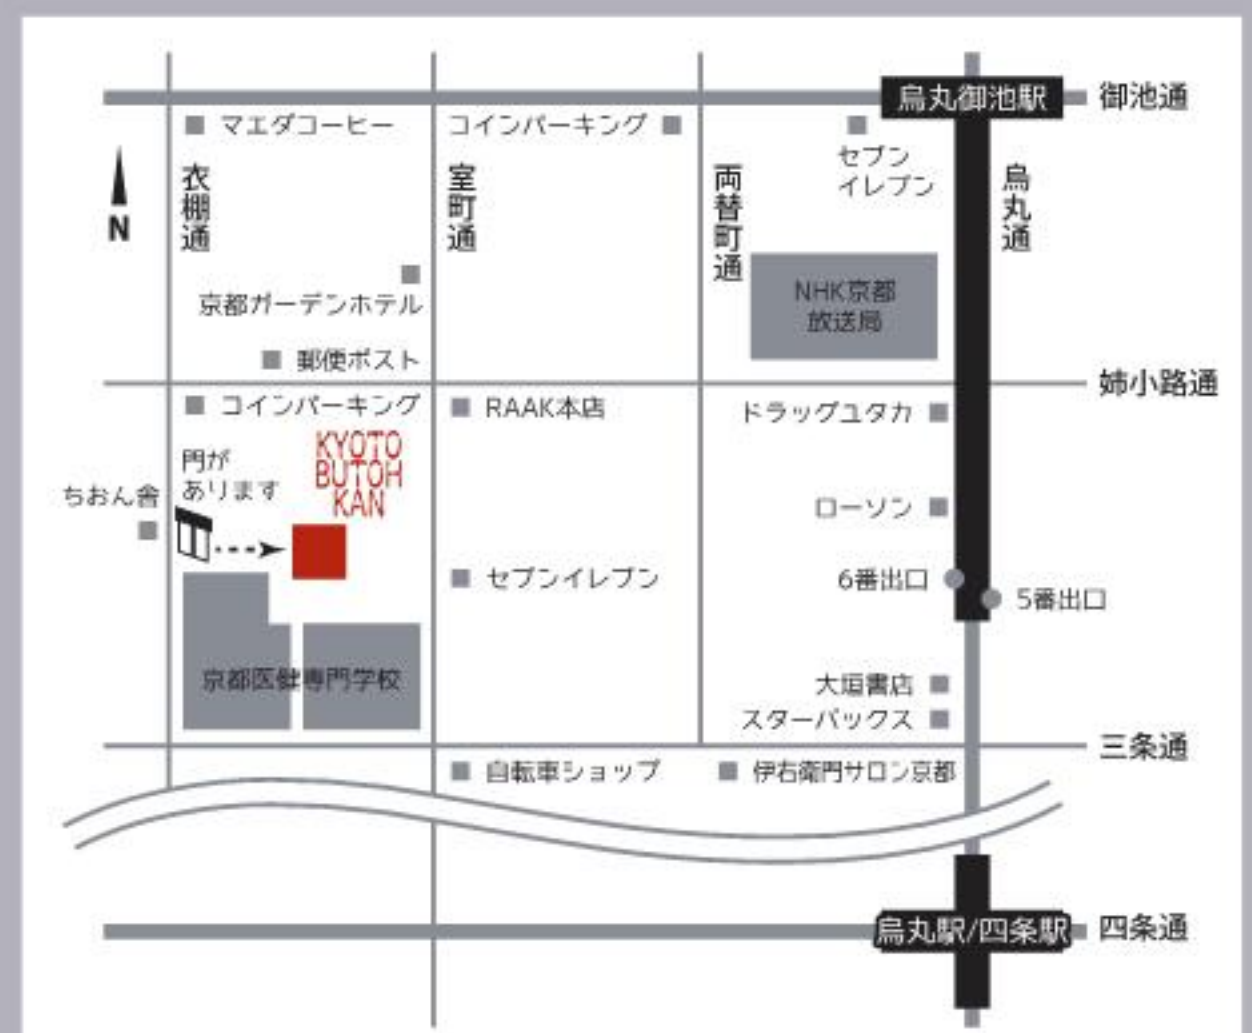 烏丸御池駅
御池通
マエダコーヒー
コインパーキング
セブン
イレブン
衣棚通
室町通
両替町通
烏丸通
N
京都ガーデンホテル
NHK京都
放送局
郵便ポスト
姉小路通
コインパーキング
RAAK本店
ドラッグユタカ
KYOTO
BUTOH
KAN
門が
あります
ちおん舎
ローソン
セブンイレブン
6番出口
5番出口
京都医健専門学校
大垣書店
スターバックス
三条通
自転車ショップ
伊右衛門サロン京都
烏丸駅/四条駅
四条通